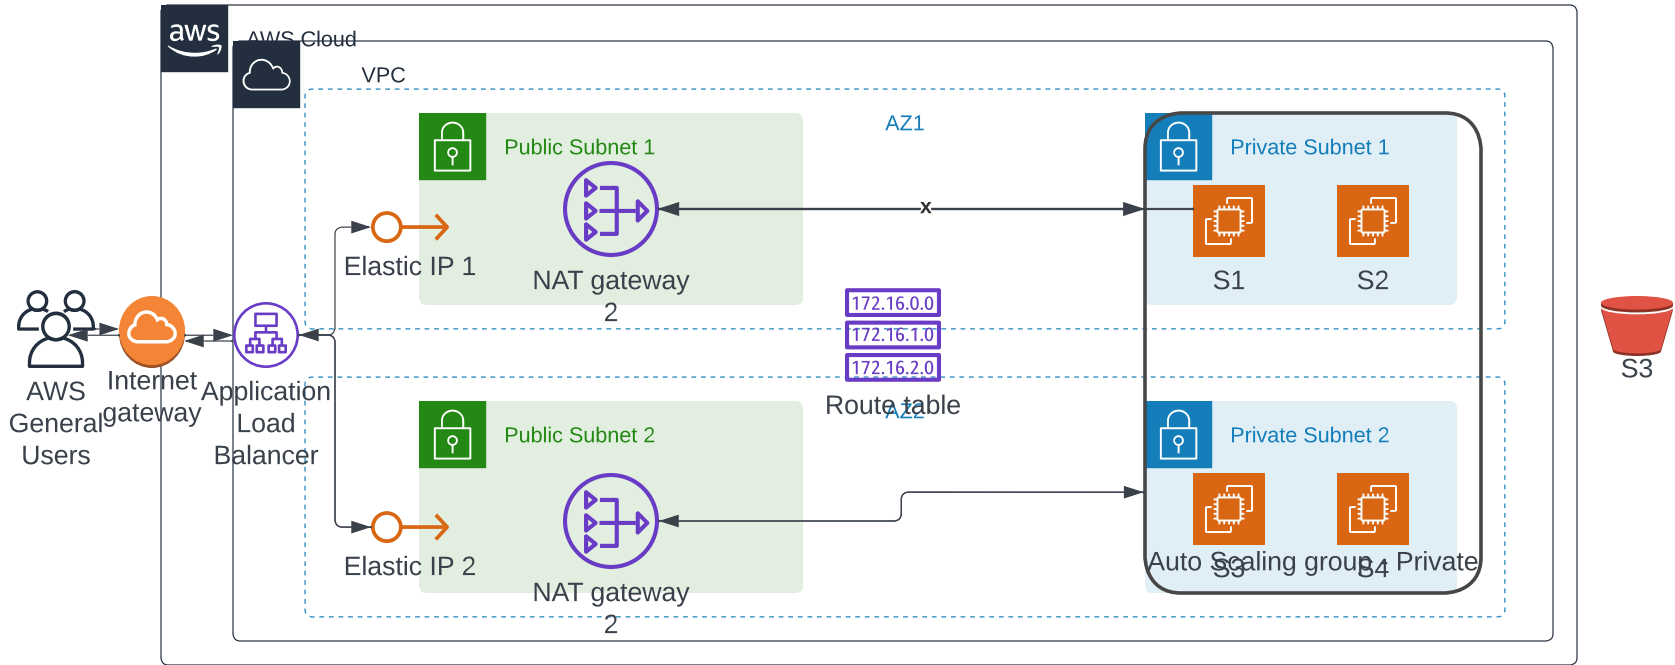 aws
AWS Cloud
VPC
AZ1
Public Subnet 1
Private Subnet 1
x
Elastic IP 1
NAT gateway
2
S1
S2
172.16.0.0
172.16.1.0
172.16.2.0
Route table
AWS
General
Users
Internet
gateway
Application
Load
Balancer
S3
AZ2
Public Subnet 2
Private Subnet 2
Elastic IP 2
NAT gateway
2
Auto Scaling group - Private
S3
S4